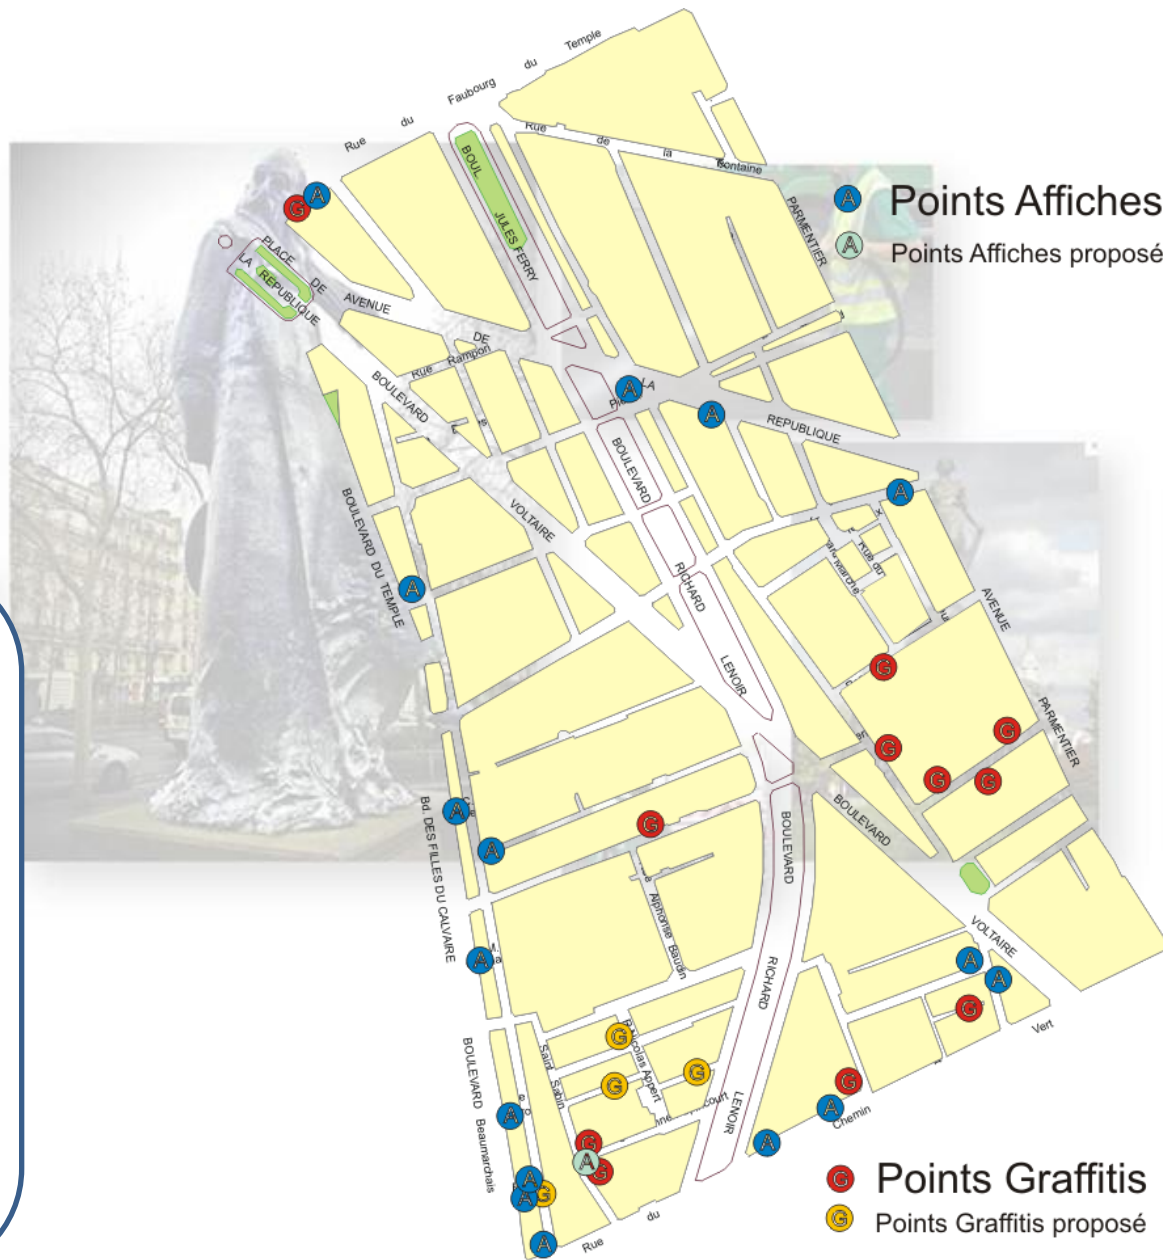 Rue du Faubourg du Temple
Rue de la Fontaine
BOUL JULES FERRY
PARMENTIER
A Points Affiches
A Points Affiches proposé
G A
PLACE DE LA REPUBLIQUE
AVENUE DE LA REPUBLIQUE
Rue Rampon
A
A
A
BOULEVARD VOLTAIRE
BOULEVARD RICHARD LENOIR
BOULEVARD DU TEMPLE
A
Marché
Rue du
AVENUE PARMENTIER
G
G
G
G
G
Bd. DES FILLES DU CALVAIRE
A
A
G
BOULEVARD VOLTAIRE
BOULEVARD RICHARD LENOIR
Alphonse Baudin
A
A
A
G
Vert
G
G
G
R. Nicolas Appert
Saint Sabin
BOULEVARD Beaumarchais
A
G
A
Chemin
A
G
A
G
A
A
G
A
Rue du
G Points Graffitis
G Points Graffitis proposé